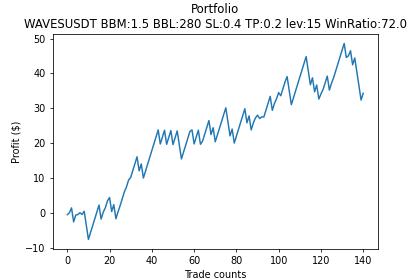 Portfolio
WAVESUSDT BBM:1.5 BBL:280 SL:0.4 TP:0.2 lev:15 WinRatio:72.0
50
40
30
20
10
0
−10
Profit ($)
0 20 40 60 80 100 120 140
Trade counts